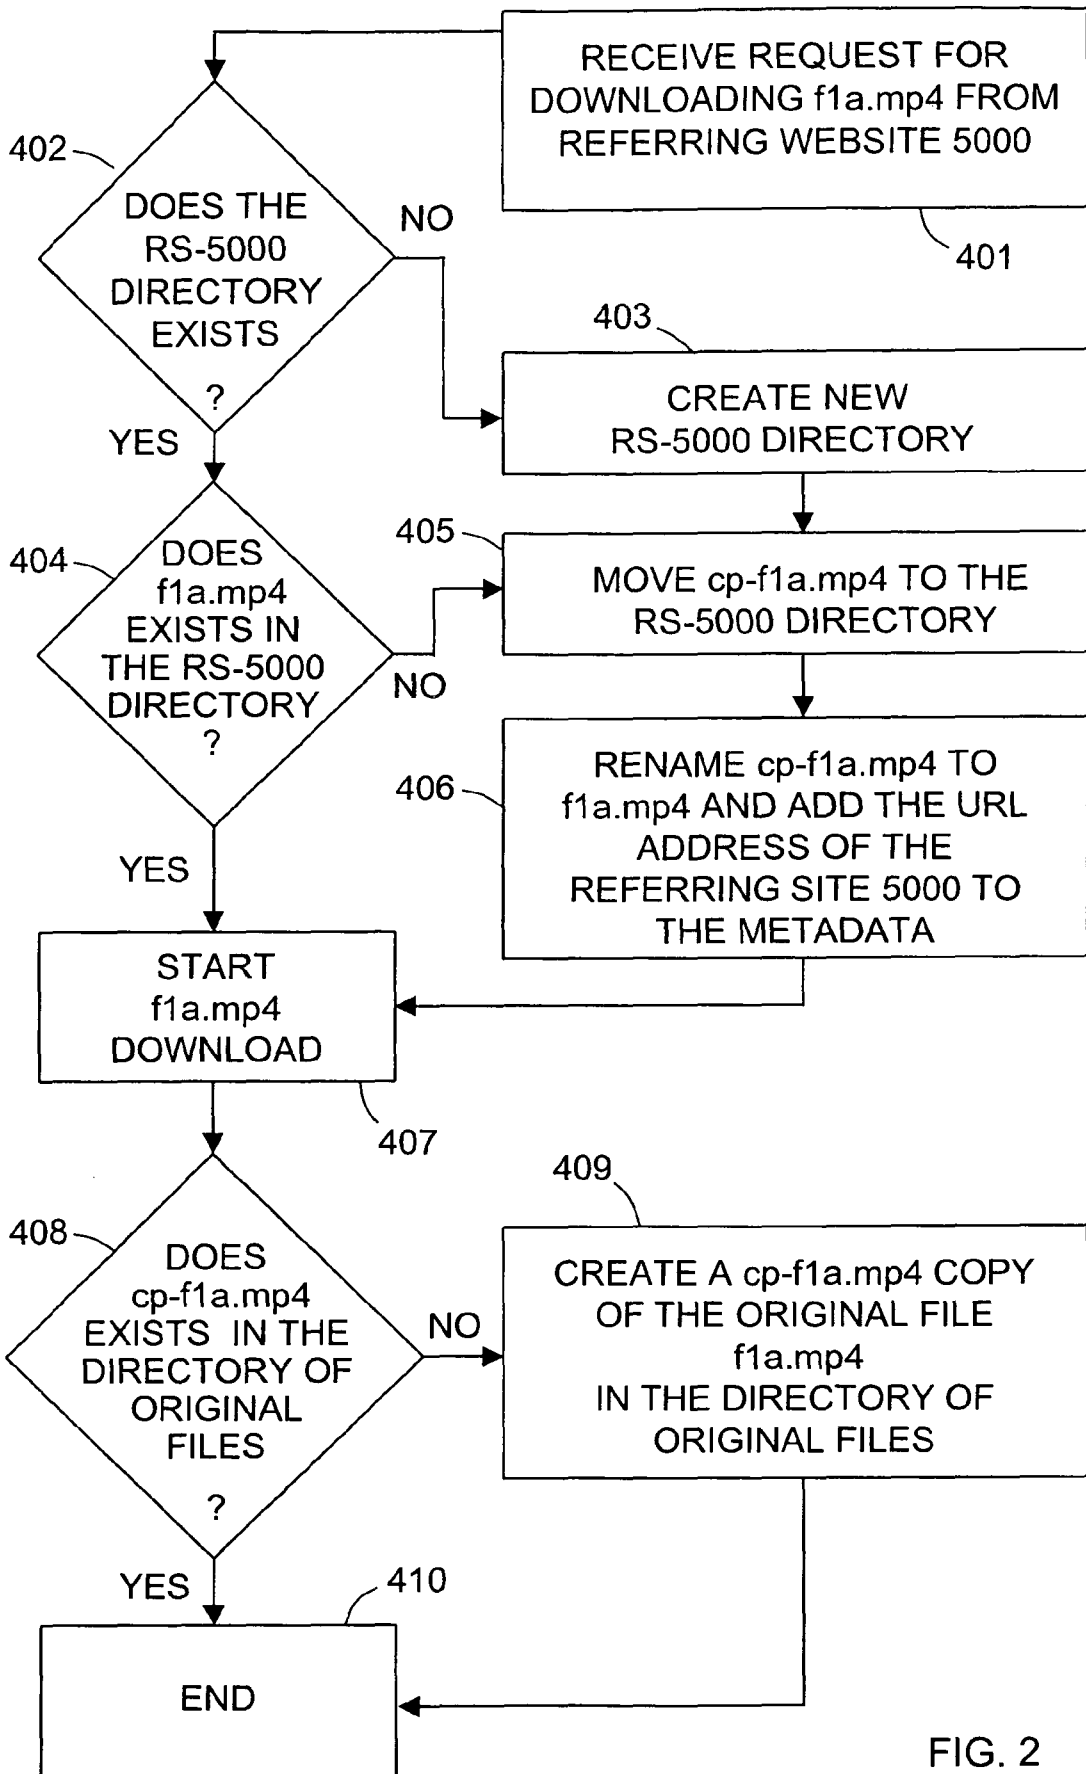 RECEIVE REQUEST FOR
DOWNLOADING f1a.mp4 FROM
REFERRING WEBSITE 5000
401
402
DOES THE
RS-5000
DIRECTORY
EXISTS
?
NO
YES
403
CREATE NEW
RS-5000 DIRECTORY
404
DOES
f1a.mp4
EXISTS IN
THE RS-5000
DIRECTORY
?
NO
YES
405
MOVE cp-f1a.mp4 TO THE
RS-5000 DIRECTORY
406
RENAME cp-f1a.mp4 TO
f1a.mp4 AND ADD THE URL
ADDRESS OF THE
REFERRING SITE 5000 TO
THE METADATA
START
f1a.mp4
DOWNLOAD
407
408
DOES
cp-f1a.mp4
EXISTS IN THE
DIRECTORY OF
ORIGINAL
FILES
?
NO
YES
409
CREATE A cp-f1a.mp4 COPY
OF THE ORIGINAL FILE
f1a.mp4
IN THE DIRECTORY OF
ORIGINAL FILES
410
END
FIG. 2